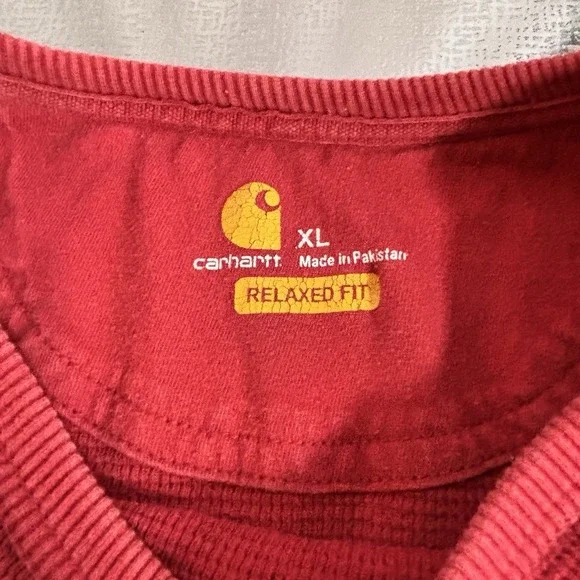 XL
carhartt Made in Pakistan
RELAXED FIT